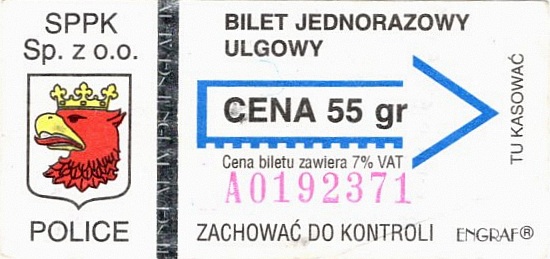 SPPK
Sp. z o.o.
POLICE
BILET JEDNORAZOWY
ULGOWY
CENA 55 gr
Cena biletu zawiera 7% VAT
A0192371
ZACHOWAĆ DO KONTROLI
ENGRAF®
TU KASOWAĆ